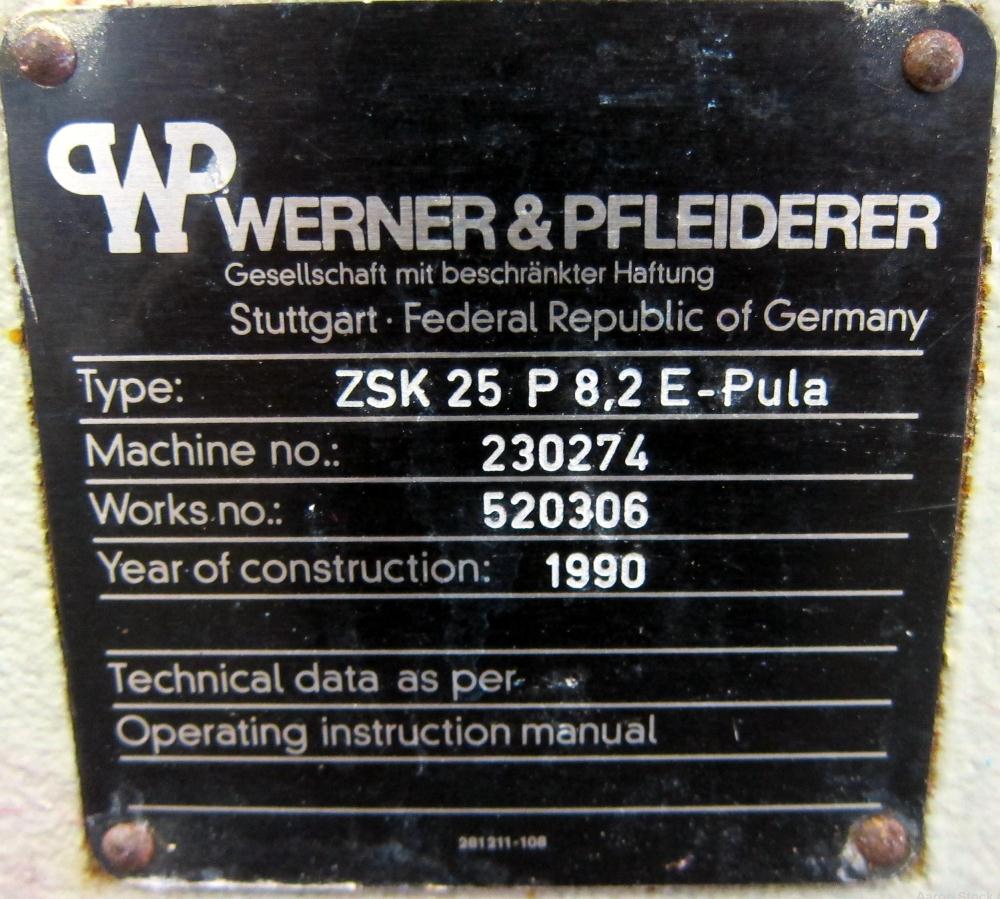 WP
WERNER & PFLEIDERER
Gesellschaft mit beschränkter Haftung
Stuttgart · Federal Republic of Germany
Type: ZSK 25 P 8,2 E-Pula
Machine no.: 230274
Works no.: 520306
Year of construction: 1990
Technical data as per
Operating instruction manual
281211-108